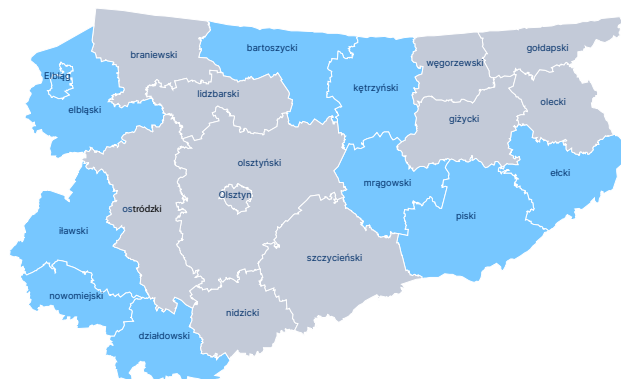 gołdapski
bartoszycki
braniewski
węgorzewski
Elbląg
kętrzyński
lidzbarski
olecki
elbląski
giżycki
olsztyński
ełcki
mrągowski
Olsztyn
ostródzki
piski
iławski
szczycieński
nowomiejski
nidzicki
działdowski